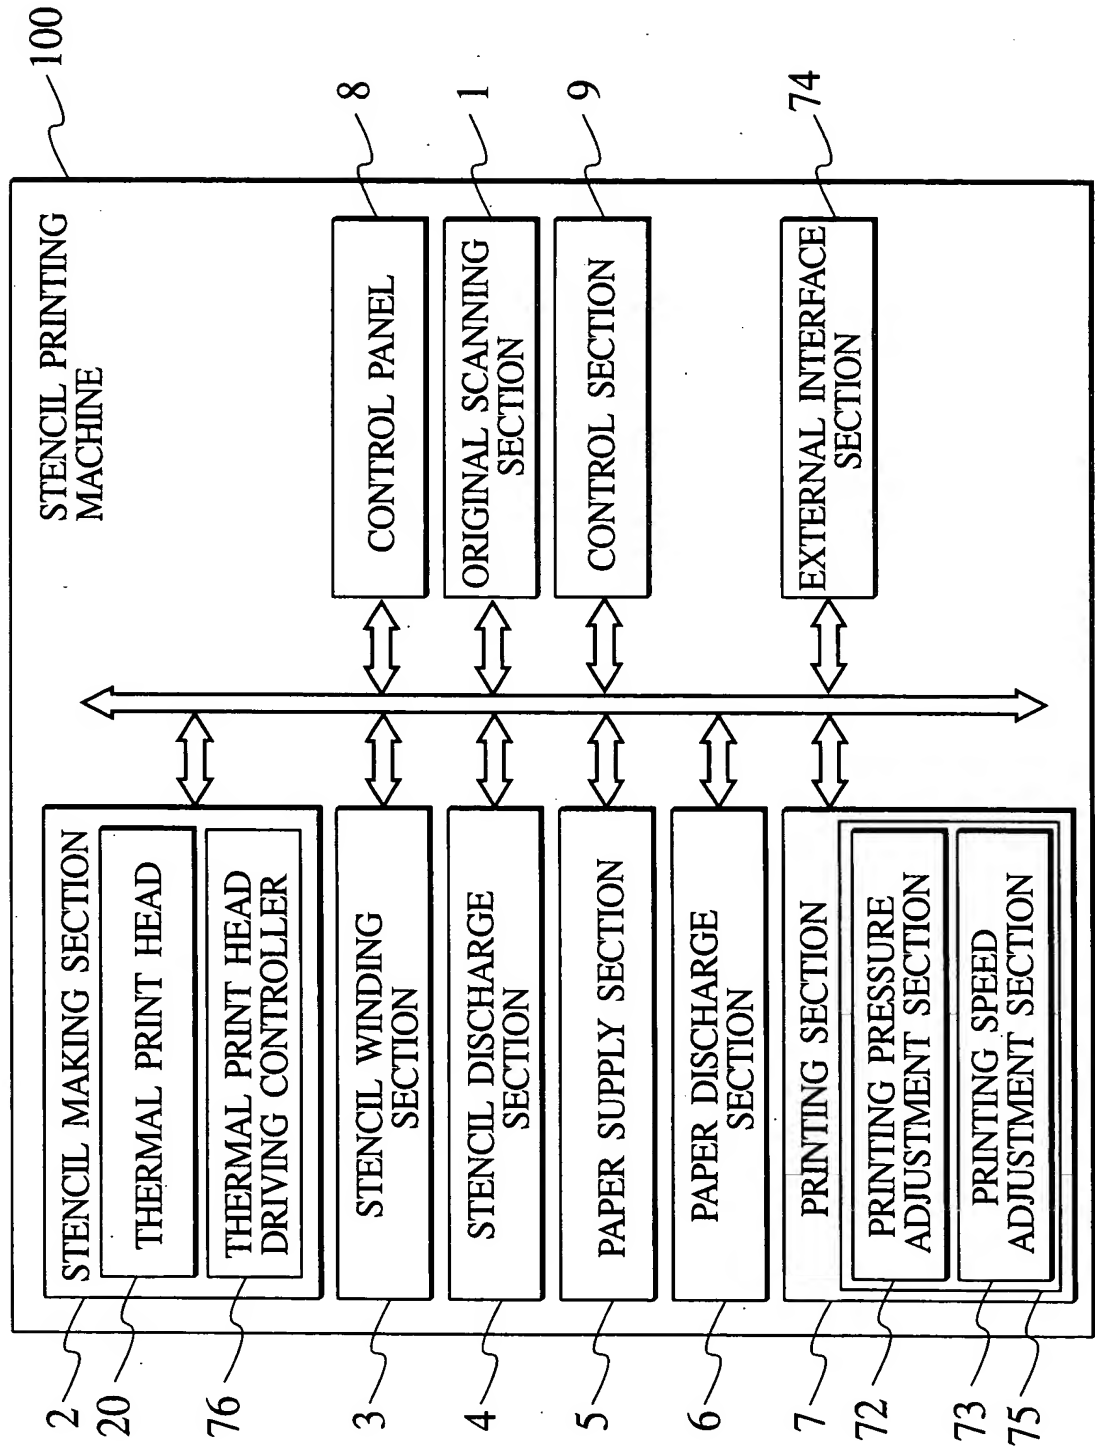 100
STENCIL PRINTING
MACHINE
2
STENCIL MAKING SECTION
20
THERMAL PRINT HEAD
76
THERMAL PRINT HEAD
DRIVING CONTROLLER
3
STENCIL WINDING
SECTION
4
STENCIL DISCHARGE
SECTION
5
PAPER SUPPLY SECTION
6
PAPER DISCHARGE
SECTION
7
PRINTING SECTION
72
PRINTING PRESSURE
ADJUSTMENT SECTION
73
PRINTING SPEED
ADJUSTMENT SECTION
75
8
CONTROL PANEL
1
ORIGINAL SCANNING
SECTION
9
CONTROL SECTION
74
EXTERNAL INTERFACE
SECTION